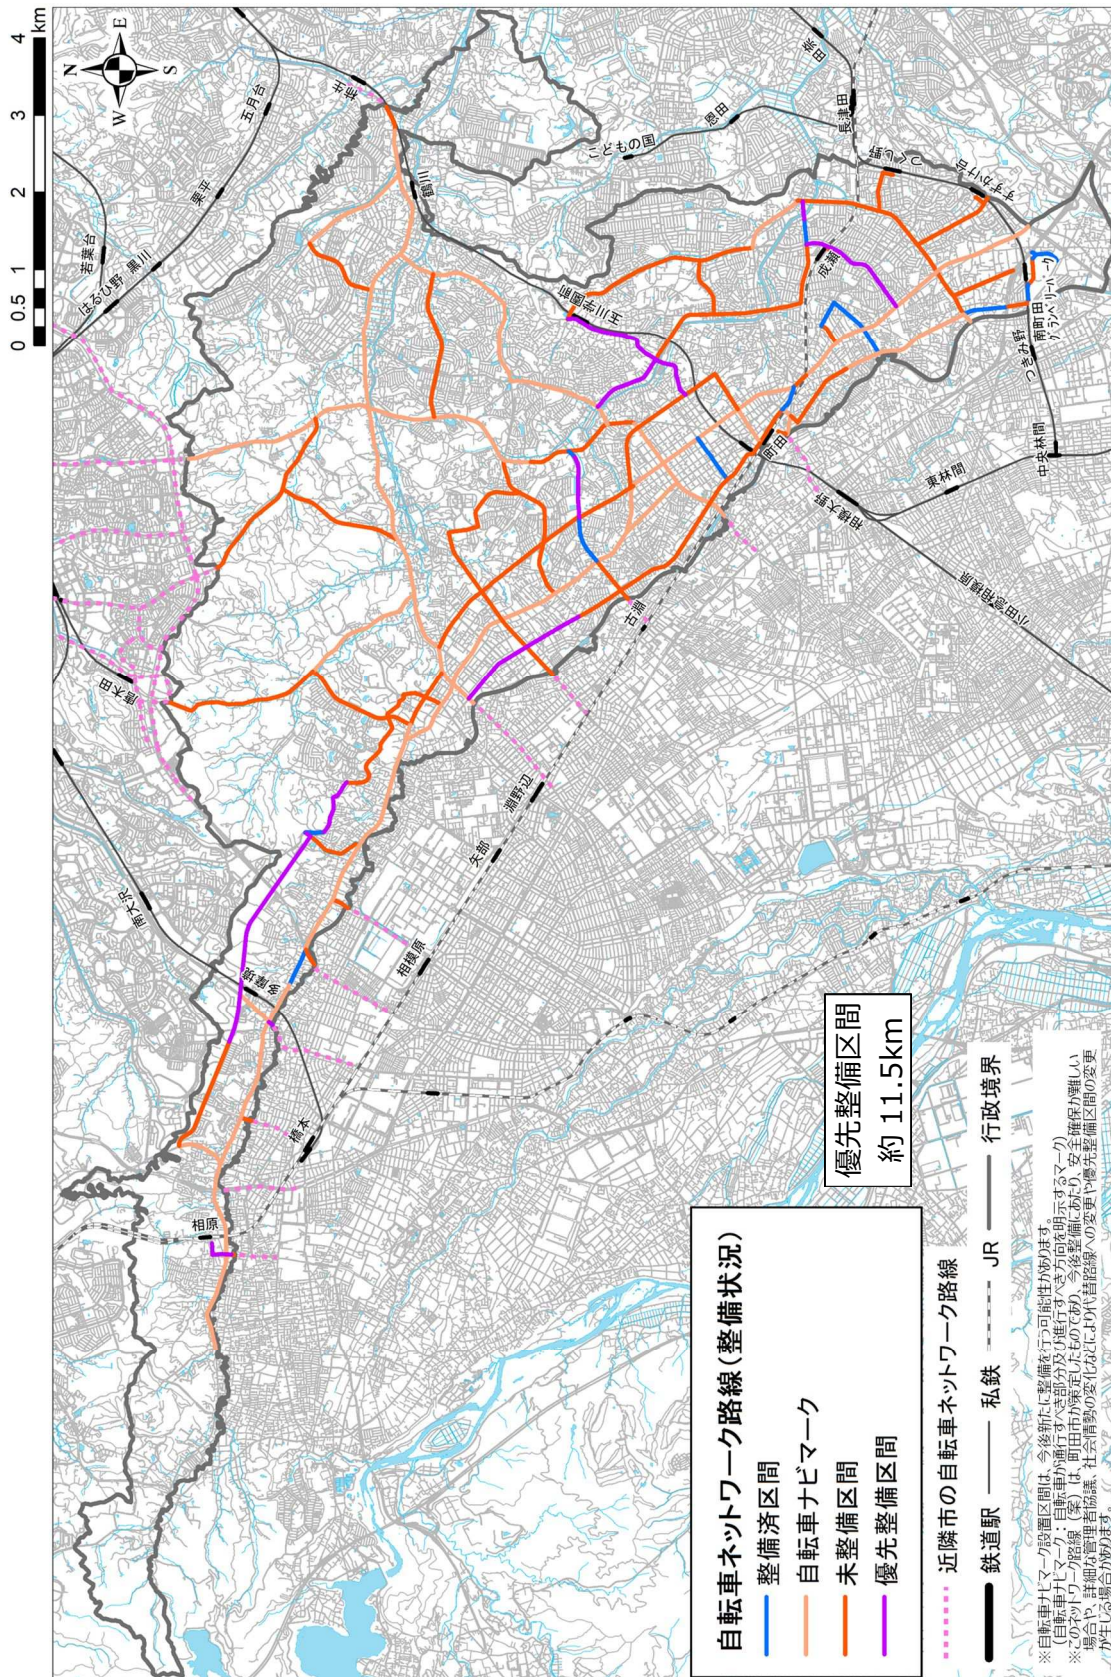 0 0.5 1 2 3 4 km
N
W E
S
若葉台
はるひ野 黒川
栗平
五月台
柿生
鶴川
こどもの国
恩田
田奈
長津田
つくし野
すずかけ台
南町田
グランベリーパーク
つきみ野
中央林間
東林間
相模大野
小田急相模原
町田
成瀬
玉川学園前
古淵
淵野辺
矢部
相模原
橋本
相原
多摩境
南大沢
唐木田
優先整備区間
約 11.5km
自転車ネットワーク路線(整備状況)
整備済区間
自転車ナビマーク
未整備区間
優先整備区間
近隣市の自転車ネットワーク路線
鉄道駅 私鉄 JR 行政境界
※自転車ナビマーク設置区間は、今後新たに整備を行う可能性があります。
(自転車ナビマーク:自転車が通行すべき部分及び進行すべき方向を明示するマーク)
※このネットワーク路線(案)は、町田市が策定したものであり、今後整備にあたり、安全確保が難しい
場合や、詳細な管理者協議、社会情勢の変化などにより代替路線への変更や優先整備区間の変更
が生じる場合があります。